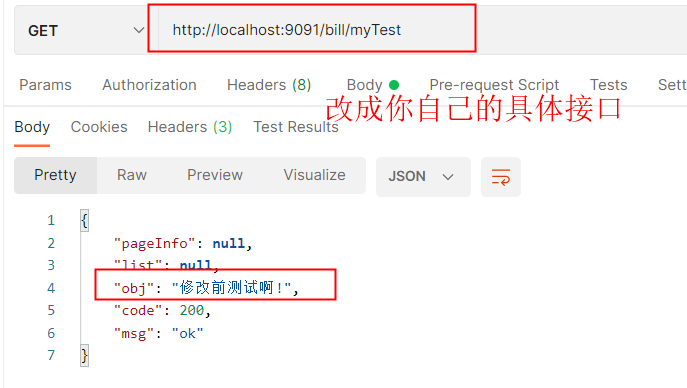 GET http://localhost:9091/bill/myTest
Params Authorization Headers (8) Body Pre-request Script Tests Sett
改成你自己的具体接口
Body Cookies Headers (3) Test Results
Pretty Raw Preview Visualize JSON
1 {
2 "pageInfo": null,
3 "list": null,
4 "obj": "修改前测试啊!",
5 "code": 200,
6 "msg": "ok"
7 }